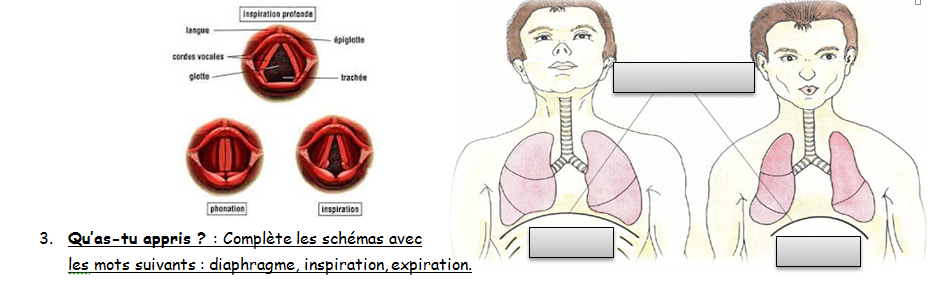 Inspiration profonde
langue
épiglotte
cordes vocales
glotte
trachée
phonation
inspiration
3. Qu'as-tu appris ? : Complète les schémas avec
les mots suivants : diaphragme, inspiration, expiration.